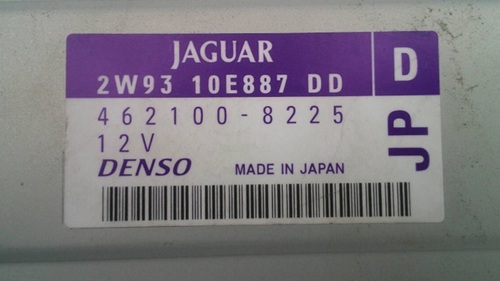 JAGUAR
2W93 10E887 DD
462100-8225
12V
DENSO MADE IN JAPAN
D
JP